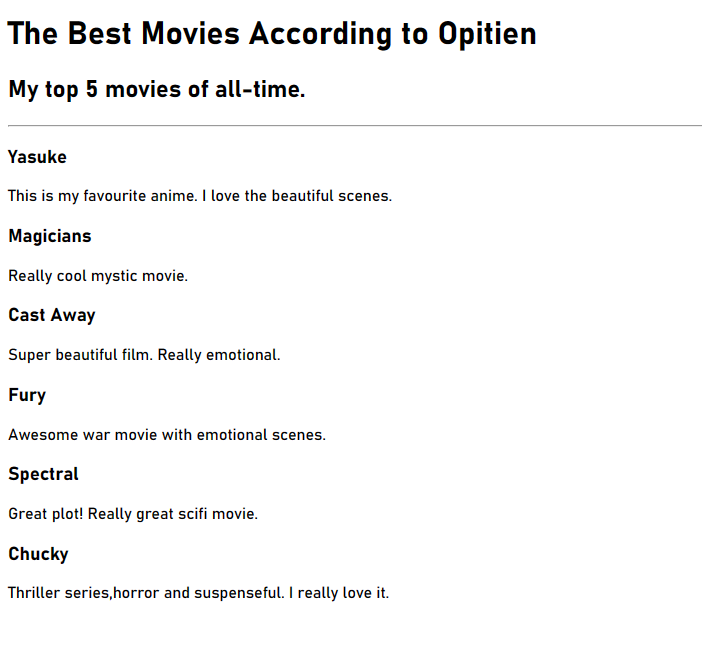 The Best Movies According to Opitien
My top 5 movies of all-time.
Yasuke
This is my favourite anime. I love the beautiful scenes.
Magicians
Really cool mystic movie.
Cast Away
Super beautiful film. Really emotional.
Fury
Awesome war movie with emotional scenes.
Spectral
Great plot! Really great scifi movie.
Chucky
Thriller series,horror and suspenseful. I really love it.